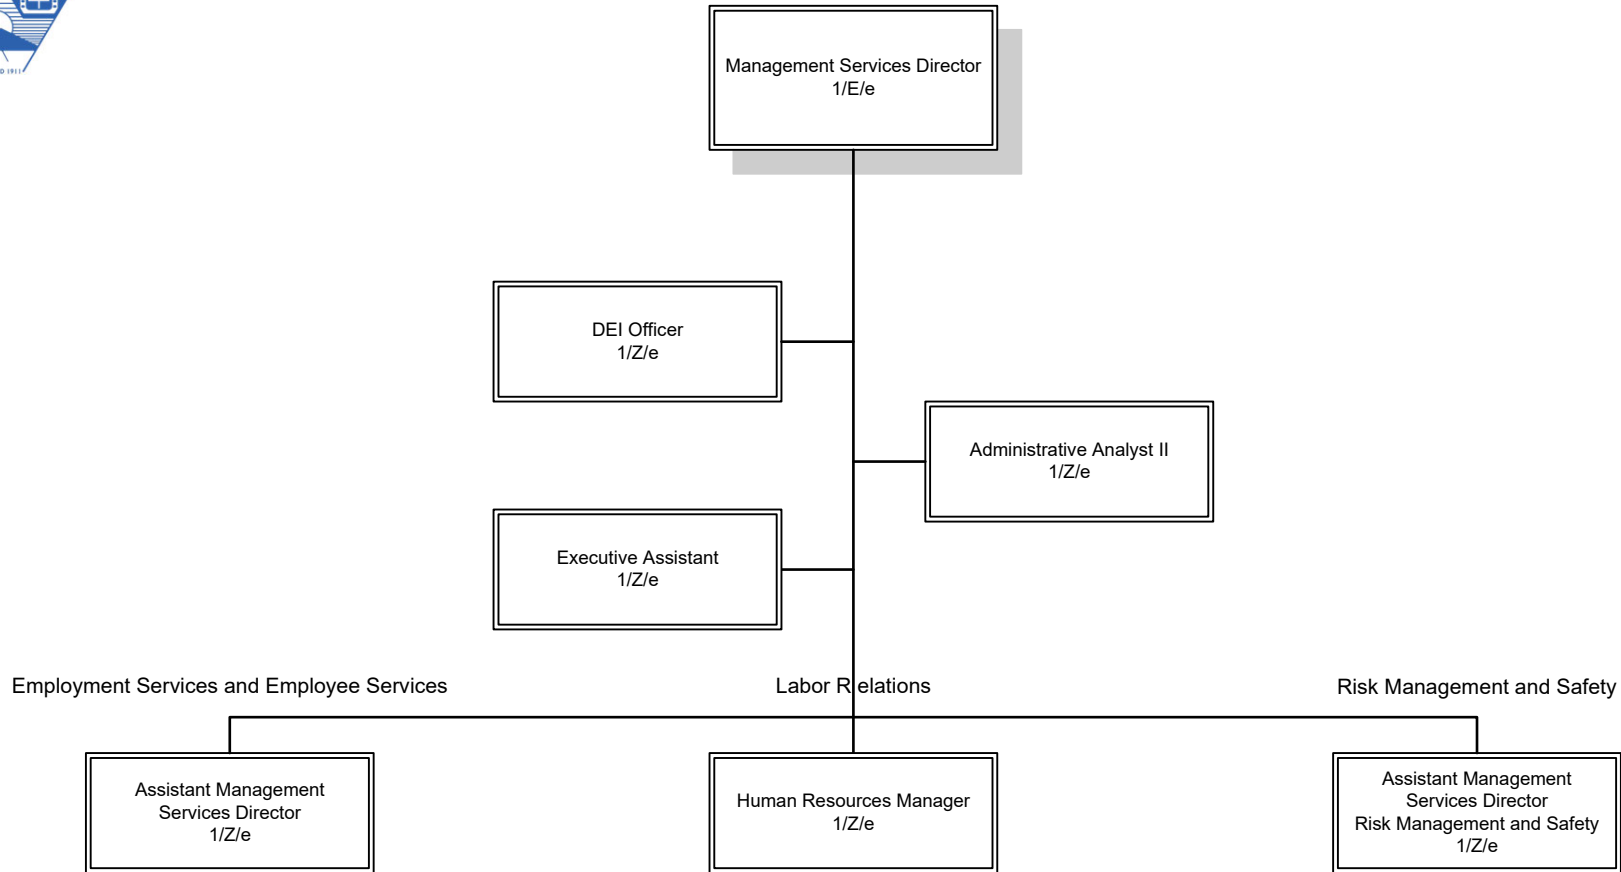 D 1911
Management Services Director
1/E/e
DEI Officer
1/Z/e
Administrative Analyst II
1/Z/e
Executive Assistant
1/Z/e
Employment Services and Employee Services
Labor Relations
Risk Management and Safety
Assistant Management
Services Director
1/Z/e
Human Resources Manager
1/Z/e
Assistant Management
Services Director
Risk Management and Safety
1/Z/e